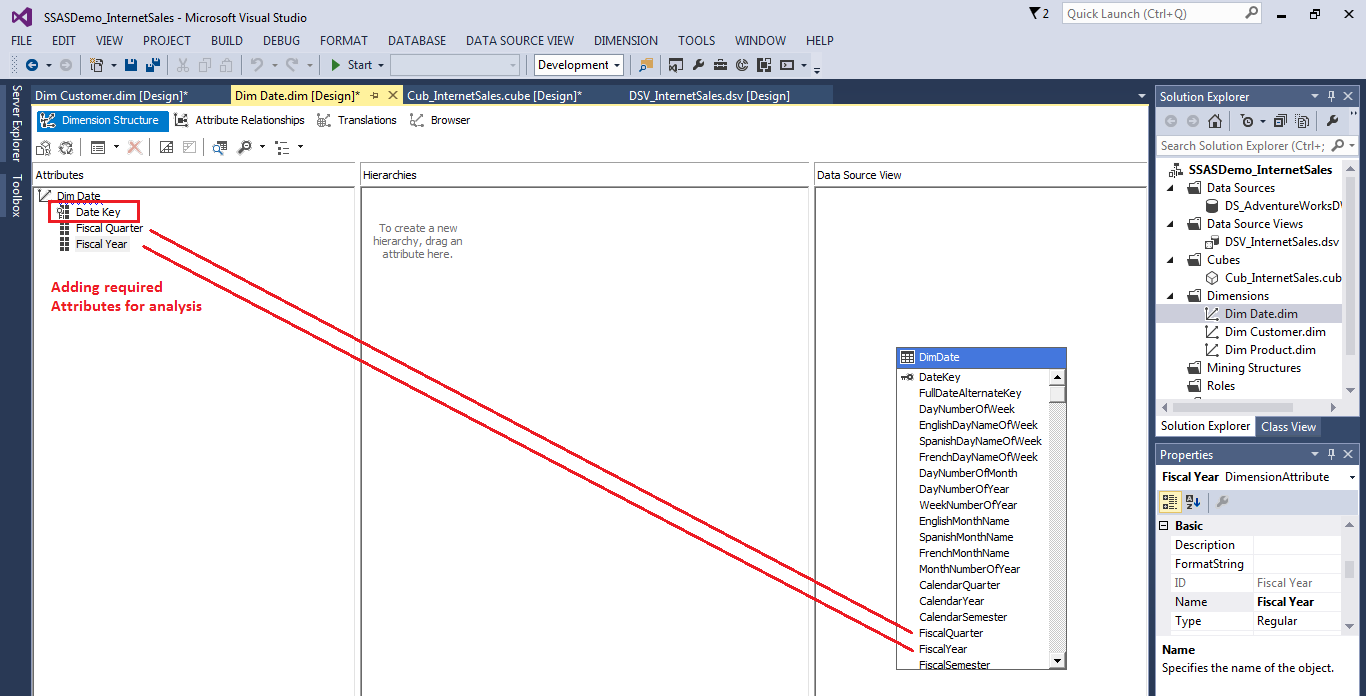 SSASDemo_InternetSales - Microsoft Visual Studio
2
Quick Launch (Ctrl+Q)
FILE EDIT VIEW PROJECT BUILD DEBUG FORMAT DATABASE DATA SOURCE VIEW DIMENSION TOOLS WINDOW HELP
Start
Development
Server Explorer
Toolbox
Dim Customer.dim [Design]* Dim Date.dim [Design]* Cub_InternetSales.cube [Design]* DSV_InternetSales.dsv [Design]
Dimension Structure Attribute Relationships Translations Browser
Attributes
Dim Date
Date Key
Fiscal Quarter
Fiscal Year
Adding required
Attributes for analysis
Hierarchies
To create a new
hierarchy, drag an
attribute here.
Data Source View
DimDate
DateKey
FullDateAlternateKey
DayNumberOfWeek
EnglishDayNameOfWeek
SpanishDayNameOfWeek
FrenchDayNameOfWeek
DayNumberOfMonth
DayNumberOfYear
WeekNumberOfYear
EnglishMonthName
SpanishMonthName
FrenchMonthName
MonthNumberOfYear
CalendarQuarter
CalendarYear
CalendarSemester
FiscalQuarter
FiscalYear
FiscalSemester
Solution Explorer
Search Solution Explorer (Ctrl+;
SSASDemo_InternetSales
Data Sources
DS_AdventureWorksD
Data Source Views
DSV_InternetSales.dsv
Cubes
Cub_InternetSales.cub
Dimensions
Dim Date.dim
Dim Customer.dim
Dim Product.dim
Mining Structures
Roles
Solution Explorer Class View
Properties
Fiscal Year DimensionAttribute
Basic
Description
FormatString
ID Fiscal Year
Name Fiscal Year
Type Regular
Name
Specifies the name of the object.